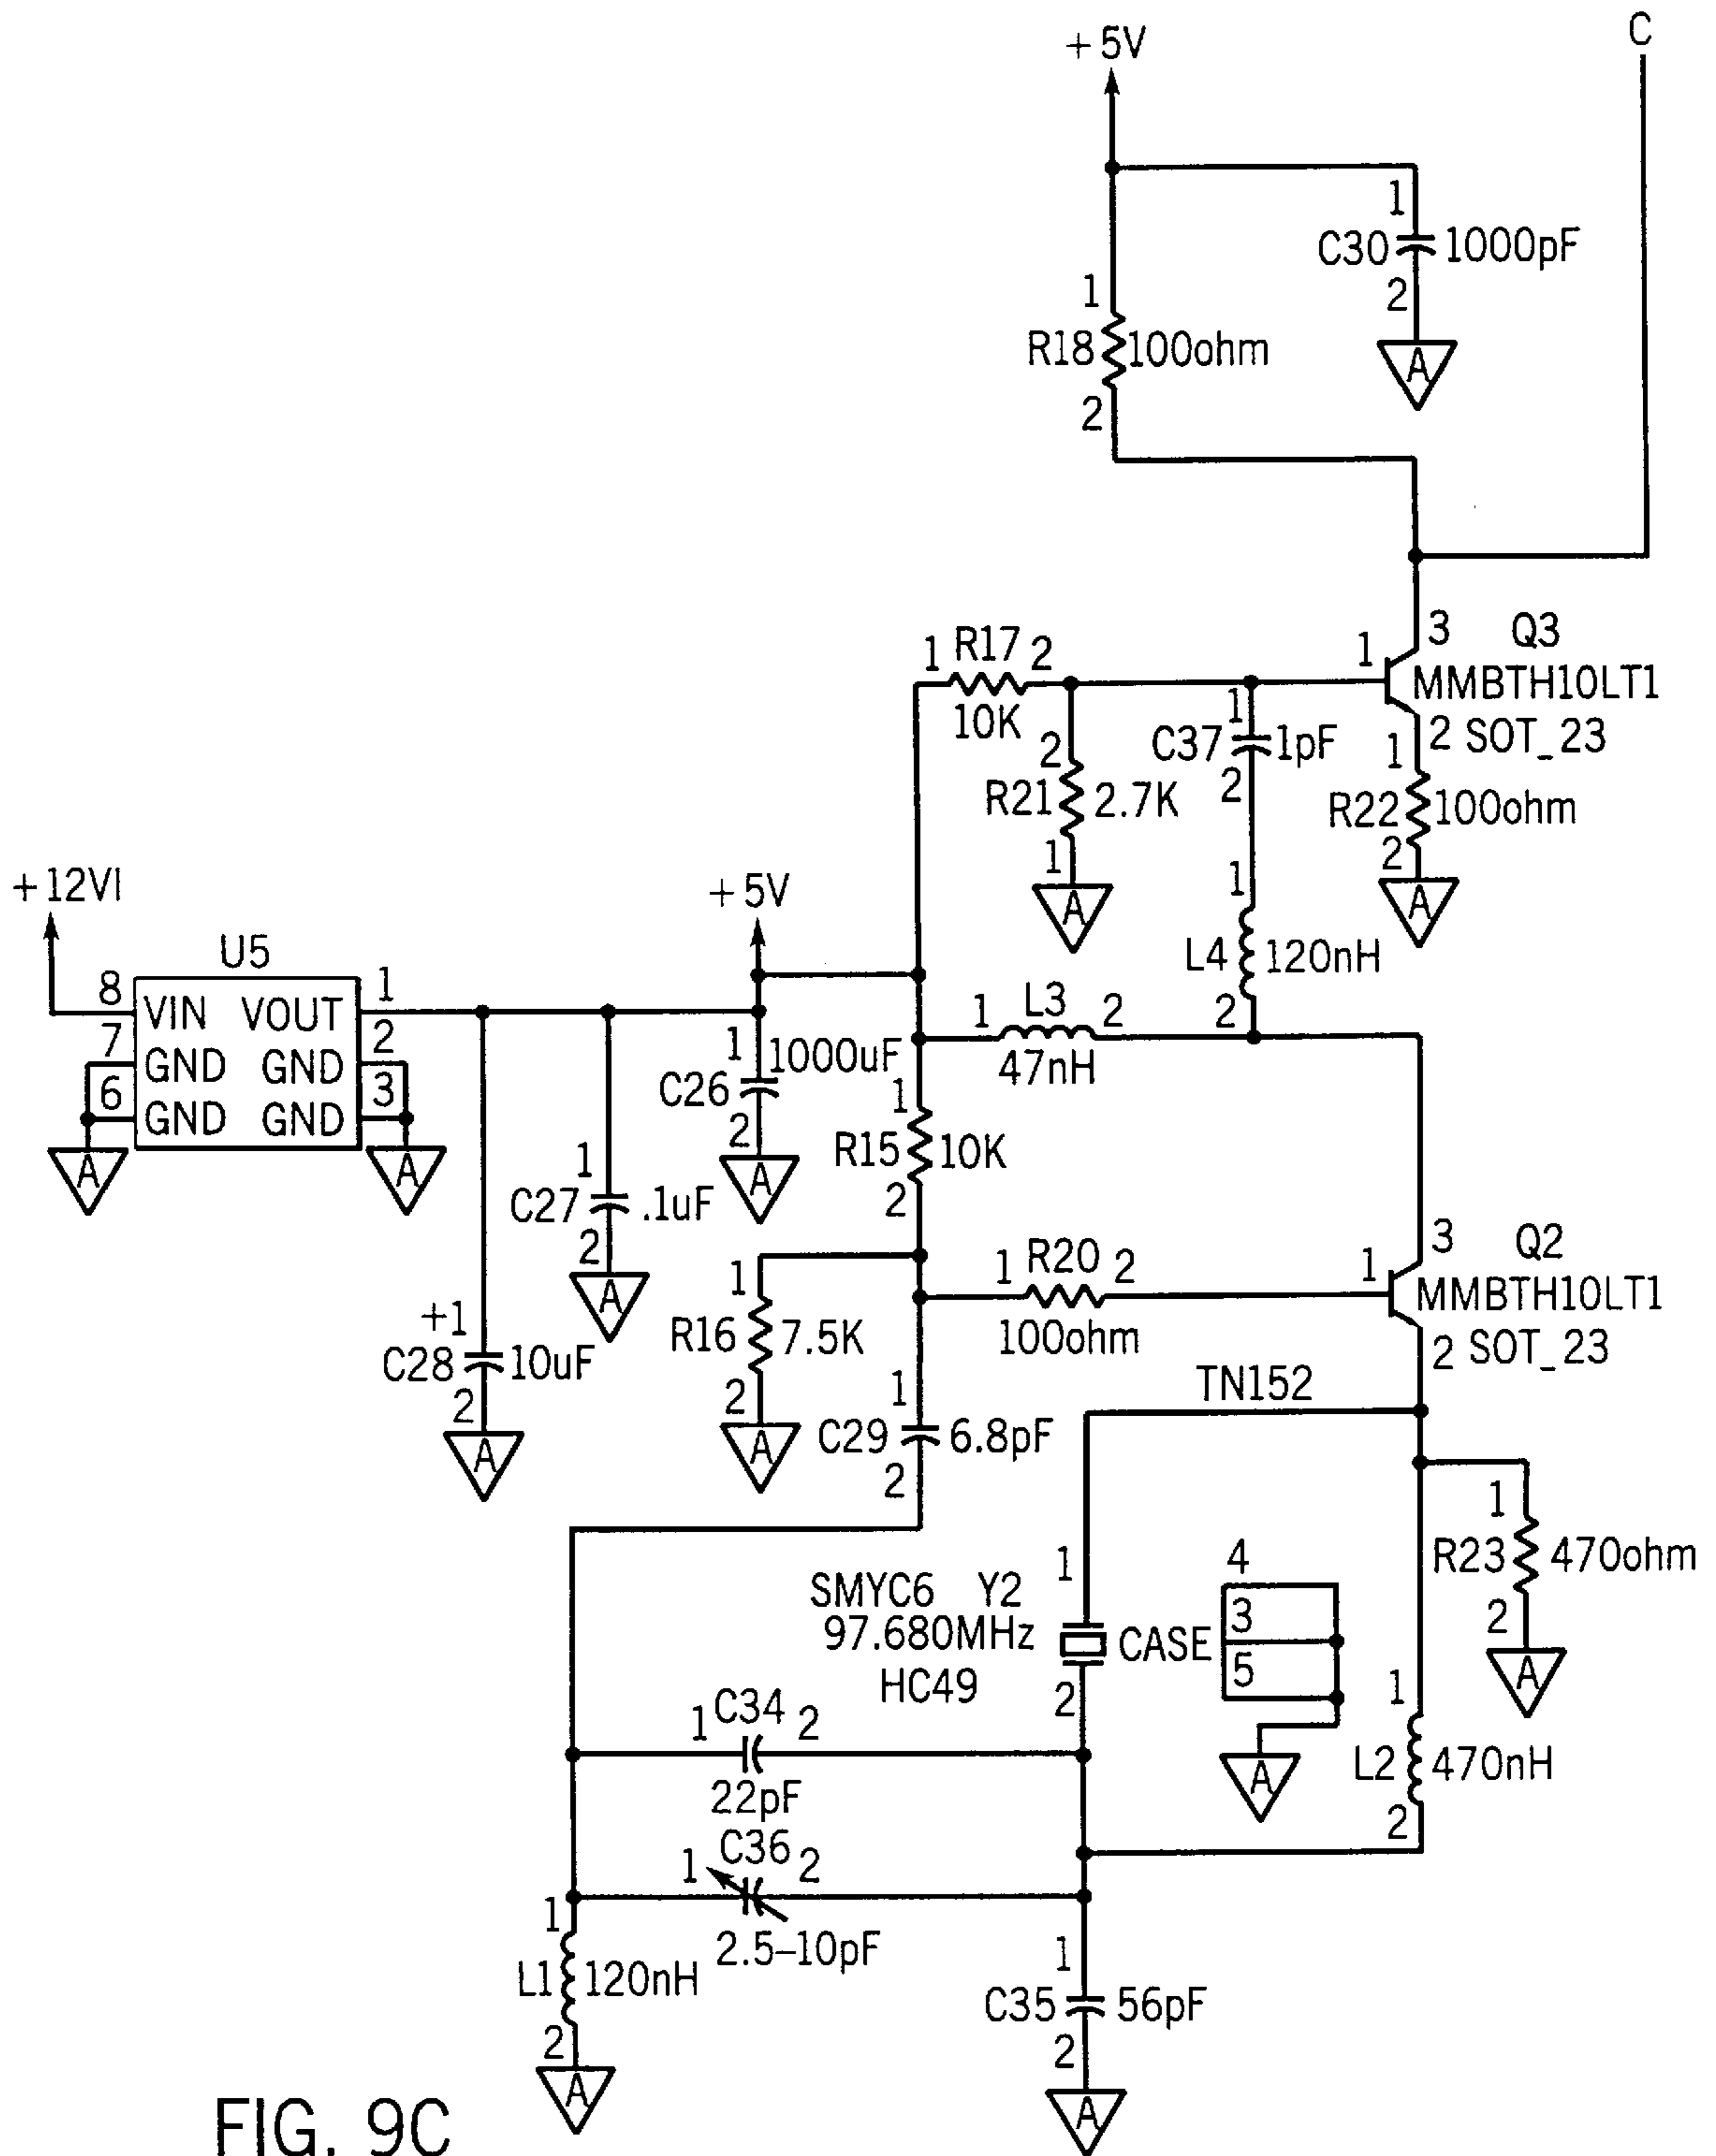 +5V
C
1
C30 1000pF
2
A
1
R18 100ohm
2
1 R17 2
10K
1 3 Q3
MMBTH10LT1
2 SOT_23
2
R21 2.7K
1
A
1
C37 1pF
2
1
R22 100ohm
2
A
1
L4 120nH
2
+12VI
U5
8 VIN VOUT 1
7 GND GND 2
6 GND GND 3
A
A
+5V
1 1000uF
C26
2
A
1 L3 2
47nH
1
C27 .1uF
2
A
+1
C28 10uF
2
A
1
R15 10K
2
1
R16 7.5K
2
A
1 R20 2
100ohm
1 3 Q2
MMBTH10LT1
2 SOT_23
TN152
1
C29 6.8pF
2
1
R23 470ohm
2
A
1
SMYC6 Y2
97.680MHz
HC49
2
CASE
4
3
5
A
1
L2 470nH
2
1 C34 2
22pF
1 C36 2
2.5–10pF
1
L1 120nH
2
A
1
C35 56pF
2
A
FIG. 9C